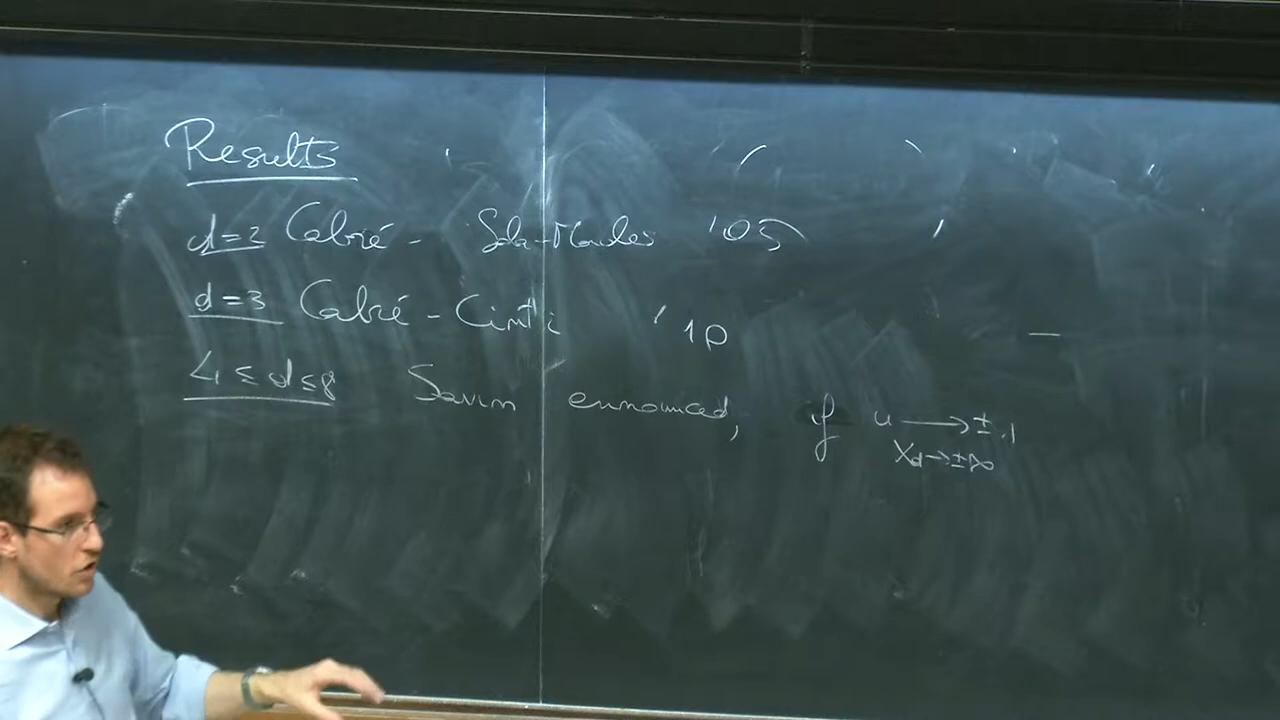 Results
d=2 Cabré - Sola-Morales '05
d=3 Cabré - Cinti '10
4 ≤ d ≤ 8 Savin announced, if u ⟶ ± 1
x_d→±∞